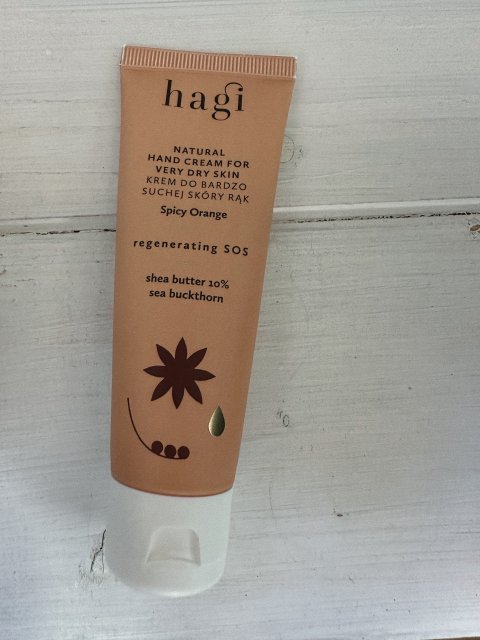 hagi
NATURAL
HAND CREAM FOR
VERY DRY SKIN
KREM DO BARDZO
SUCHEJ SKÓRY RĄK
Spicy Orange
regenerating SOS
shea butter 10%
sea buckthorn